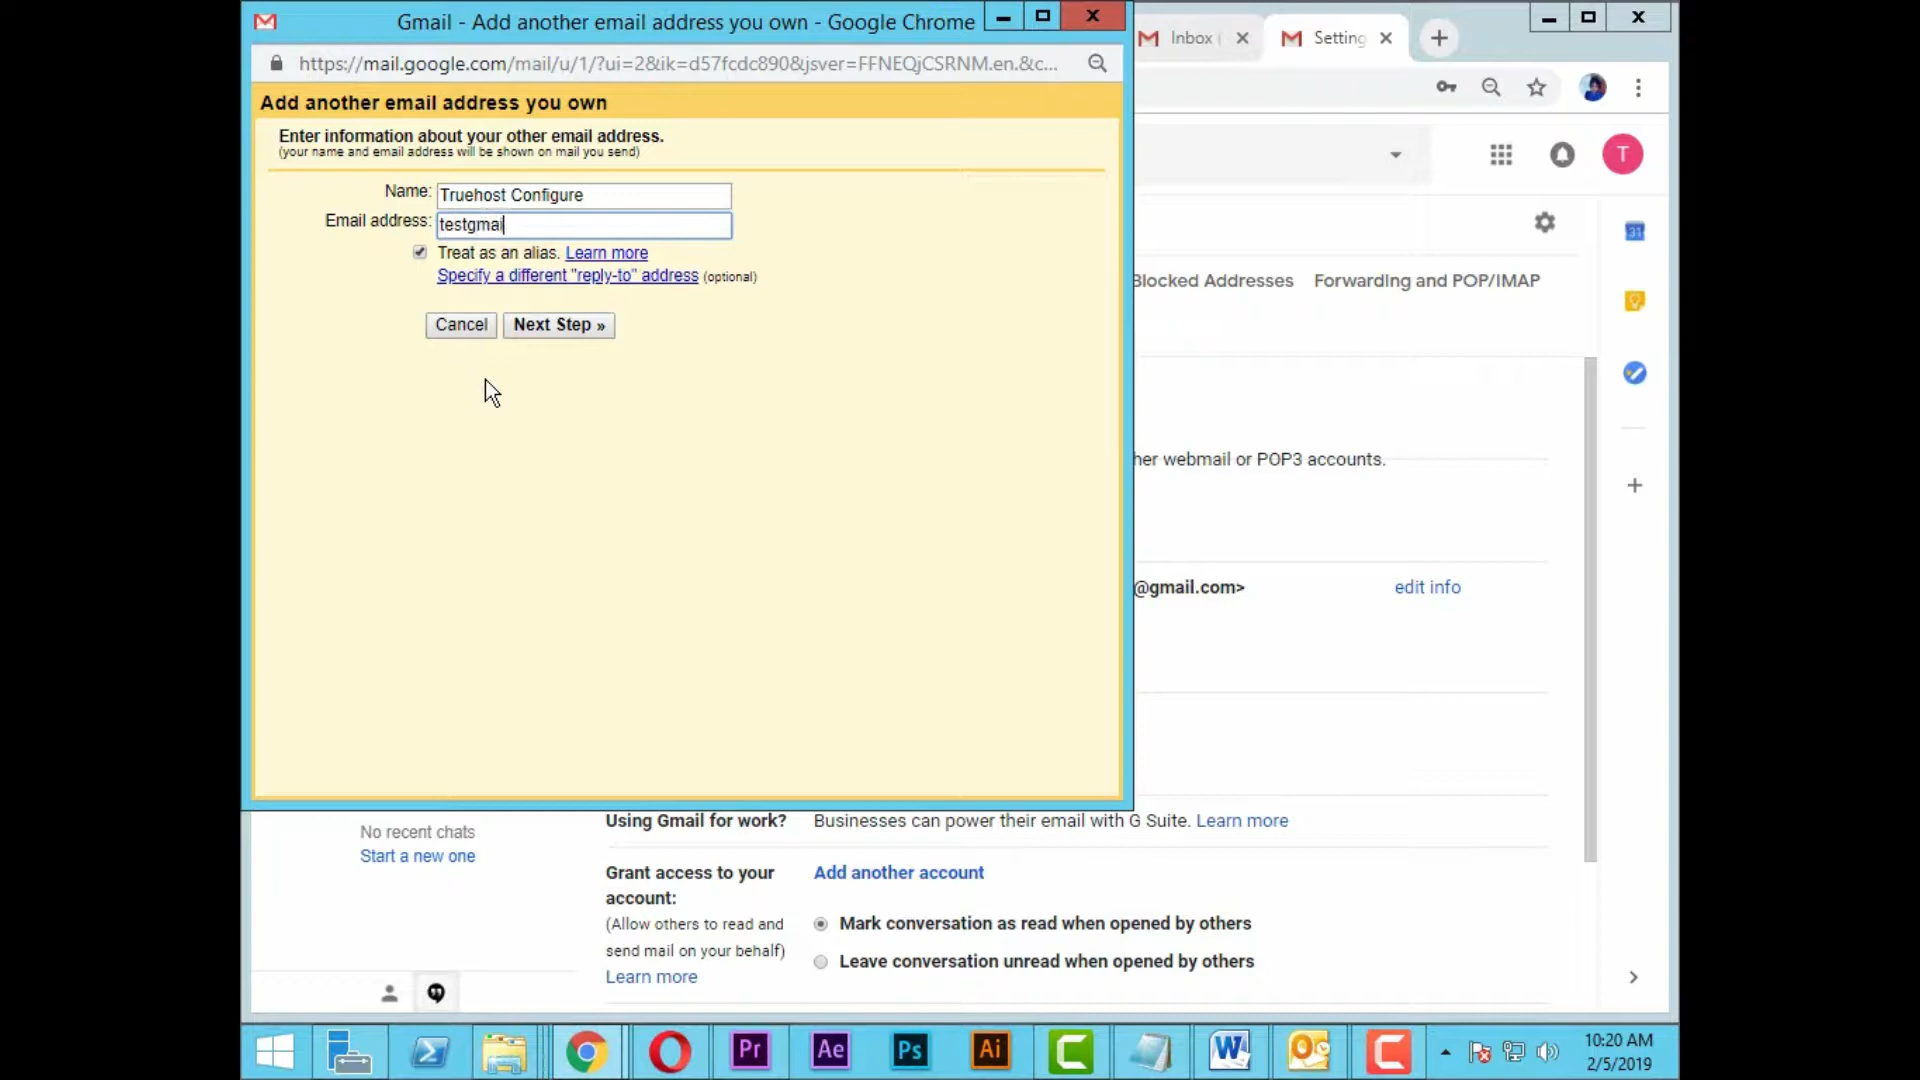 Gmail - Add another email address you own - Google Chrome
Inbox (
Setting
https://mail.google.com/mail/u/1/?ui=2&ik=d57fcdc890&jsver=FFNEQjCSRNM.en.&c...
Add another email address you own
Enter information about your other email address.
(your name and email address will be shown on mail you send)
T
Name: Truehost Configure
Email address: testgmai
Treat as an alias. Learn more
Specify a different "reply-to" address (optional)
31
Blocked Addresses
Forwarding and POP/IMAP
Cancel
Next Step »
her webmail or POP3 accounts.
@gmail.com>
edit info
No recent chats
Start a new one
Using Gmail for work?
Businesses can power their email with G Suite. Learn more
Grant access to your
account:
(Allow others to read and
send mail on your behalf)
Learn more
Add another account
Mark conversation as read when opened by others
Leave conversation unread when opened by others
Pr
Ae
Ps
Ai
10:20 AM
2/5/2019